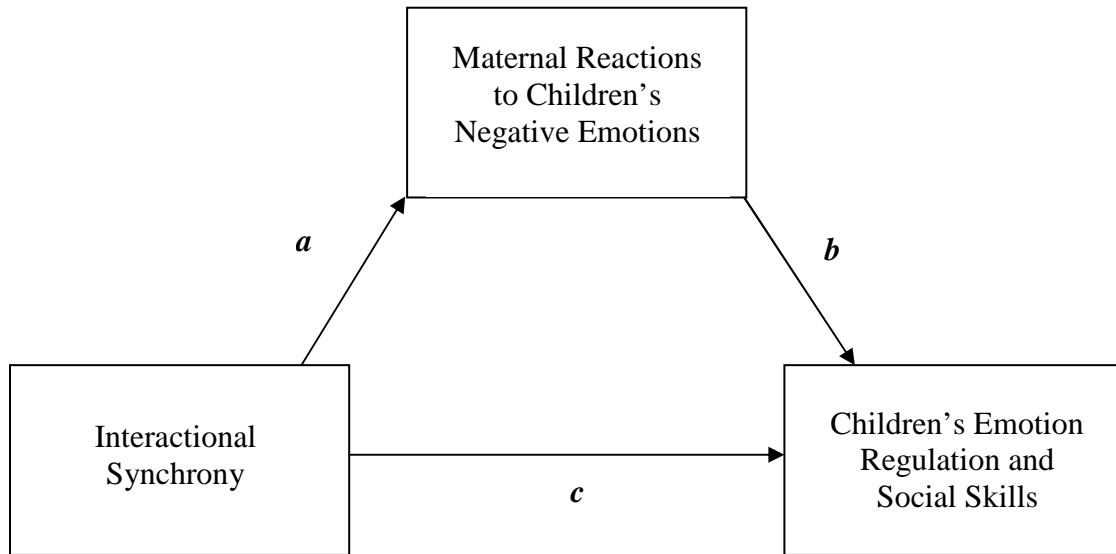 Maternal Reactions
to Children’s
Negative Emotions
a
b
Interactional
Synchrony
c
Children’s Emotion
Regulation and
Social Skills